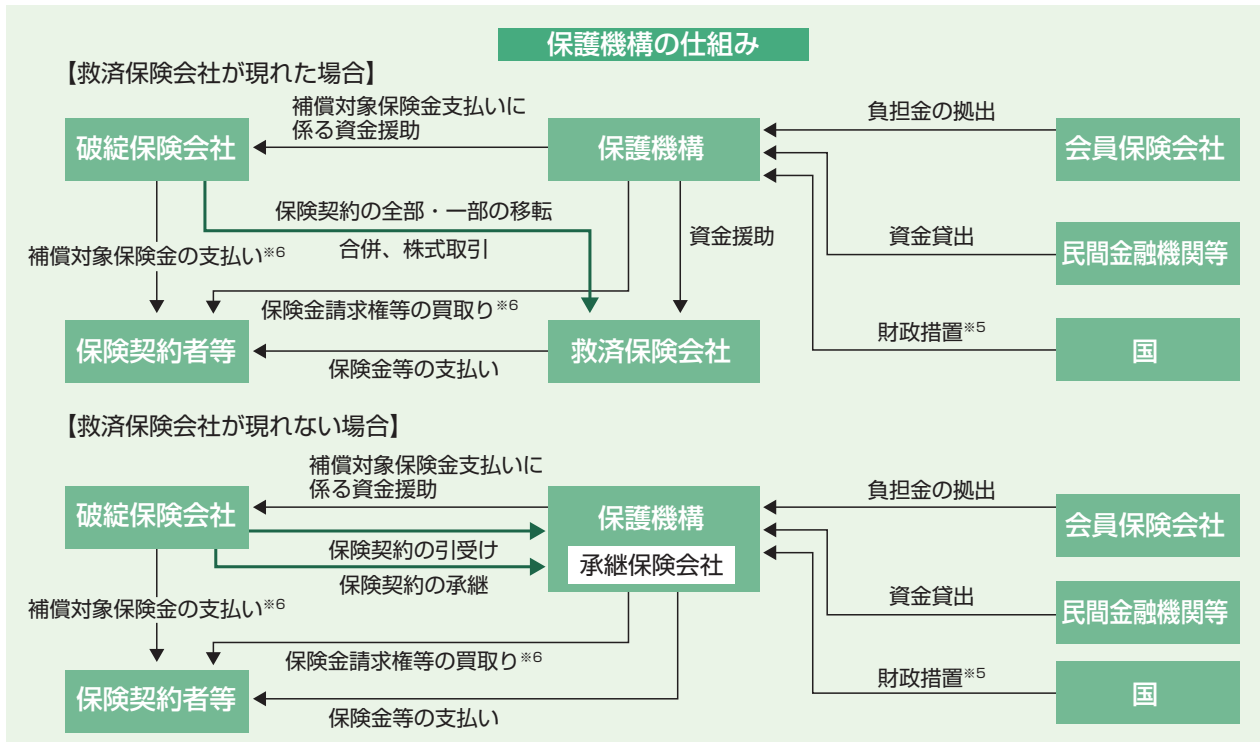 保護機構の仕組み
【救済保険会社が現れた場合】
補償対象保険金支払いに
係る資金援助
負担金の拠出
破綻保険会社
保護機構
会員保険会社
保険契約の全部・一部の移転
合併、株式取引
資金援助
資金貸出
民間金融機関等
補償対象保険金の支払い※6
保険金請求権等の買取り※6
財政措置※5
保険契約者等
救済保険会社
国
保険金等の支払い
【救済保険会社が現れない場合】
補償対象保険金支払いに
係る資金援助
負担金の拠出
破綻保険会社
保護機構
会員保険会社
保険契約の引受け
承継保険会社
保険契約の承継
資金貸出
民間金融機関等
補償対象保険金の支払い※6
保険金請求権等の買取り※6
財政措置※5
保険契約者等
国
保険金等の支払い